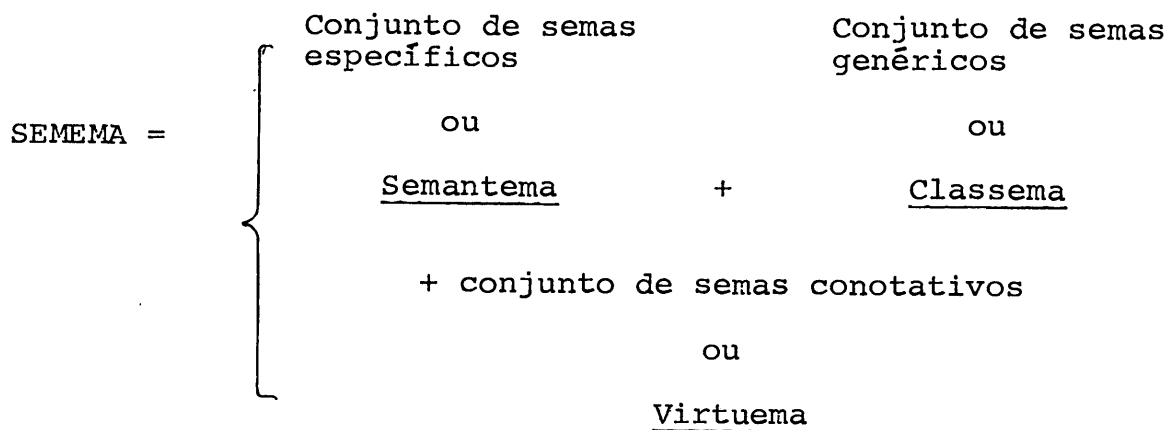 Conjunto de semas Conjunto de semas
específicos genéricos
SEMEMA = ou ou
Semantema + Classema
+ conjunto de semas conotativos
ou
Virtuema